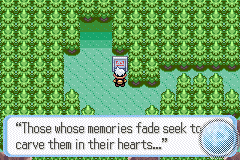 “Those whose memories fade seek to
carve them in their hearts...”